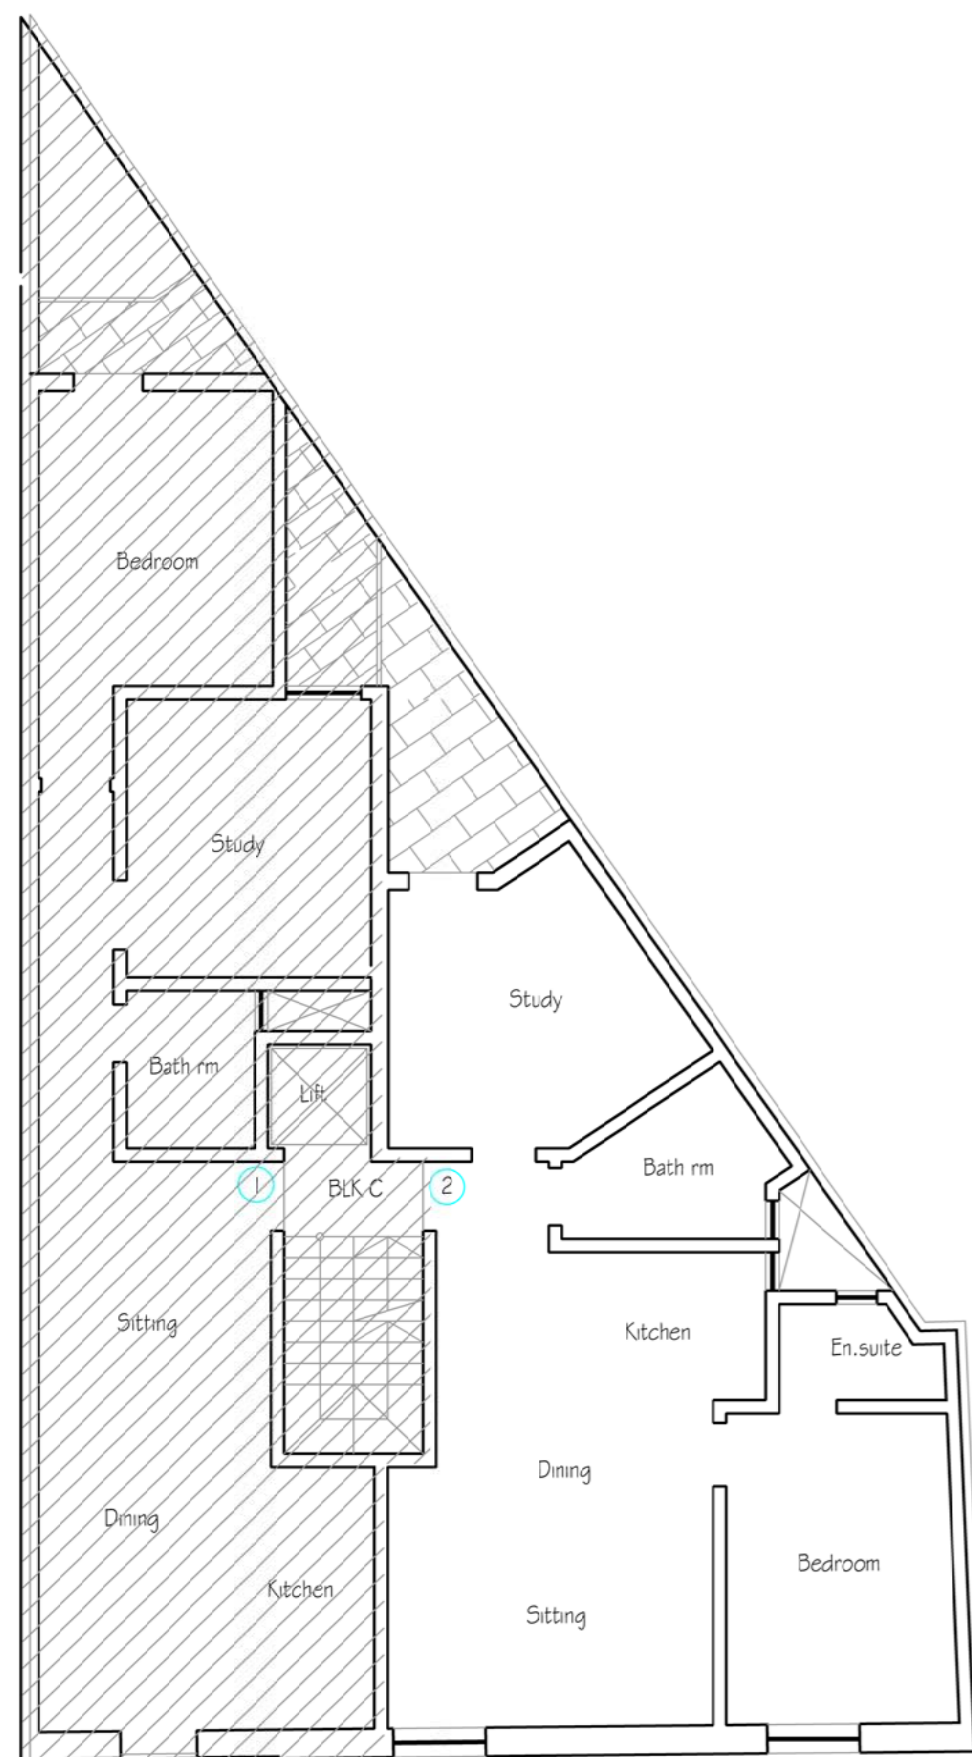 Bedroom
Study
Study
Bath rm
Lift
Bath rm
1
BLK C
2
Sitting
Kitchen
En.suite
Dining
Dining
Bedroom
Kitchen
Sitting